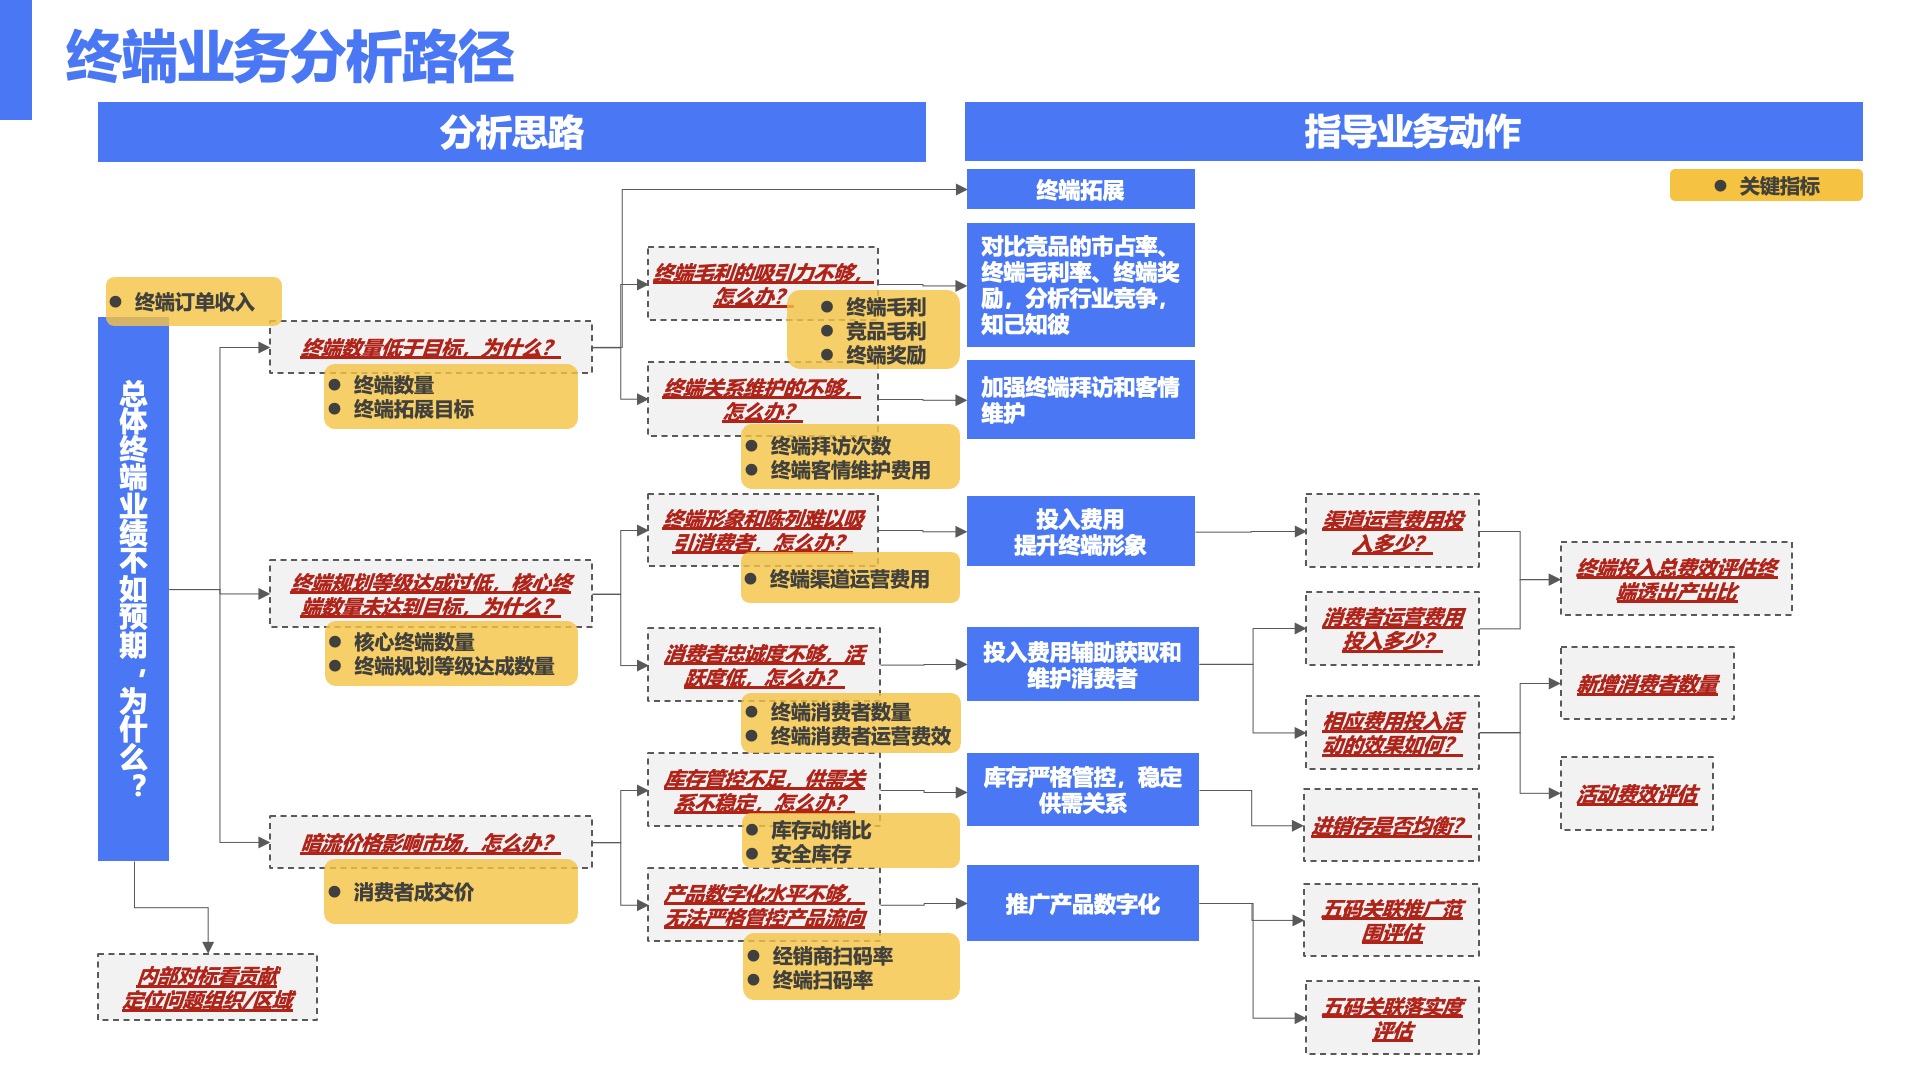 终端业务分析路径
分析思路
指导业务动作
关键指标
终端订单收入
总体终端业绩不如预期，为什么？
内部对标看贡献
定位问题组织/区域
终端数量低于目标，为什么？
终端数量
终端拓展目标
终端规划等级达成过低，核心终
端数量未达到目标，为什么？
核心终端数量
终端规划等级达成数量
暗流价格影响市场，怎么办？
消费者成交价
终端毛利的吸引力不够，
怎么办？
终端毛利
竞品毛利
终端奖励
终端关系维护的不够，
怎么办？
终端拜访次数
终端客情维护费用
终端形象和陈列难以吸
引消费者，怎么办？
终端渠道运营费用
消费者忠诚度不够，活
跃度低，怎么办？
终端消费者数量
终端消费者运营费效
库存管控不足，供需关
系不稳定，怎么办？
库存动销比
安全库存
产品数字化水平不够，
无法严格管控产品流向
经销商扫码率
终端扫码率
终端拓展
对比竞品的市占率、
终端毛利率、终端奖
励，分析行业竞争，
知己知彼
加强终端拜访和客情
维护
投入费用
提升终端形象
投入费用辅助获取和
维护消费者
库存严格管控，稳定
供需关系
推广产品数字化
渠道运营费用投
入多少？
消费者运营费用
投入多少？
相应费用投入活
动的效果如何？
进销存是否均衡？
五码关联推广范
围评估
五码关联落实度
评估
终端投入总费效评估终
端透出产出比
新增消费者数量
活动费效评估